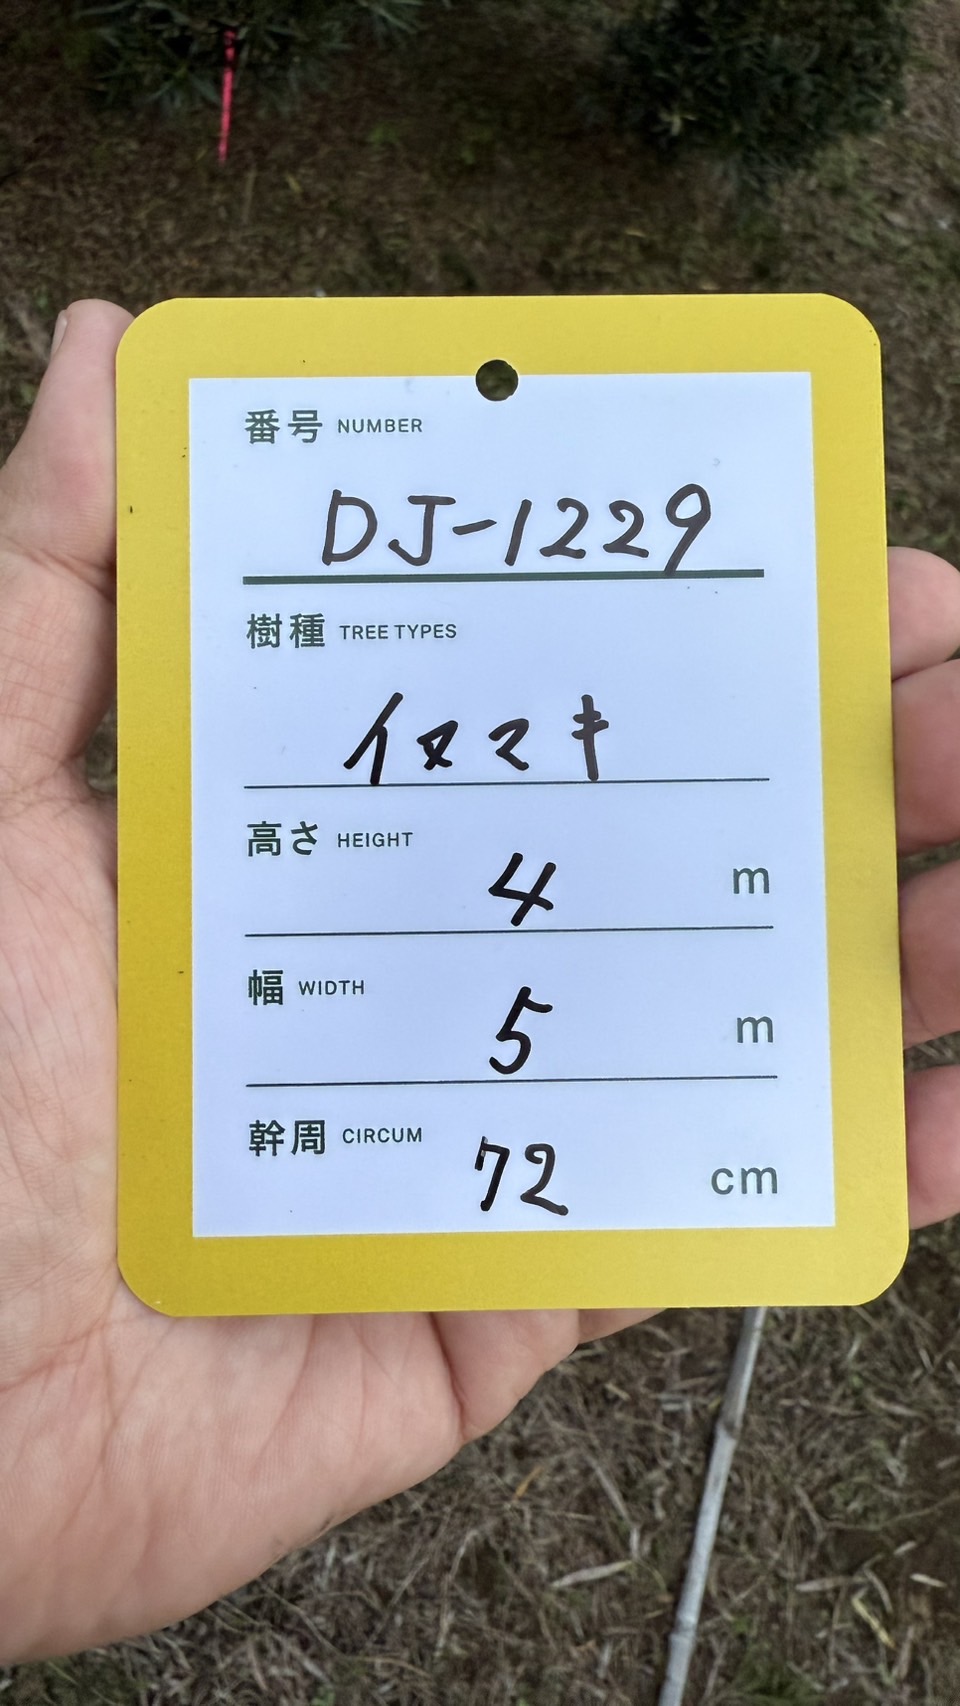 番号 NUMBER
DJ-1229
樹種 TREE TYPES
イヌマキ
高さ HEIGHT 4 m
幅 WIDTH 5 m
幹周 CIRCUM 72 cm